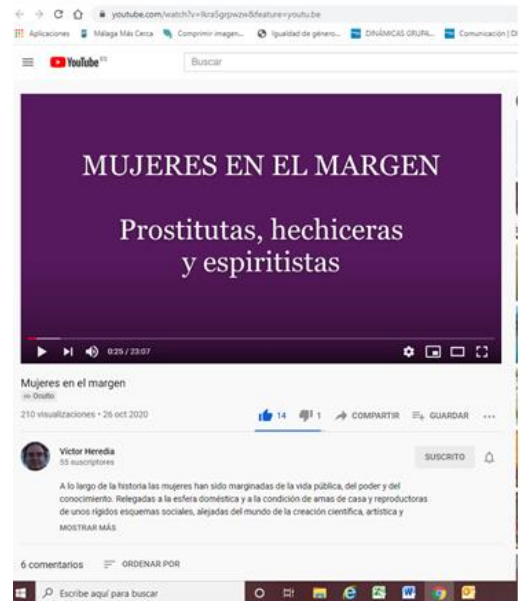 youtube.com/watch?v=IkraSgrpwzw&feature=youtu.be
Aplicaciones Málaga Más Cerca Comprimir imagen... Igualdad de género... DINÁMICAS GRUPA... Comunicación | DI
YouTube ES Buscar
MUJERES EN EL MARGEN
Prostitutas, hechiceras
y espiritistas
0:25 / 23:07
Mujeres en el margen
Oculto
210 visualizaciones • 26 oct 2020 14 1 COMPARTIR GUARDAR ...
Víctor Heredia SUSCRITO
55 suscriptores
A lo largo de la historia las mujeres han sido marginadas de la vida pública, del poder y del
conocimiento. Relegadas a la esfera doméstica y a la condición de amas de casa y reproductoras
de unos rígidos esquemas sociales, alejadas del mundo de la creación científica, artística y
MOSTRAR MÁS
6 comentarios ORDENAR POR
Escribe aquí para buscar